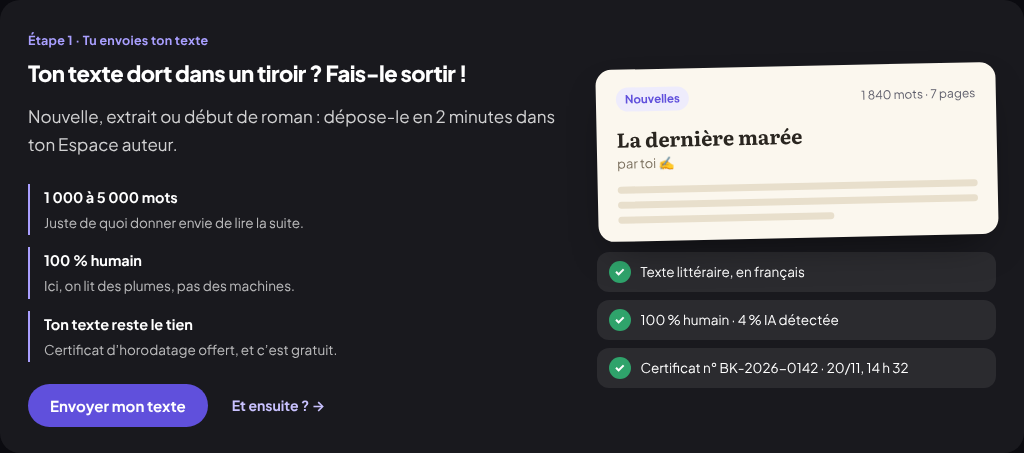 Étape 1 · Tu envoies ton texte
Ton texte dort dans un tiroir ? Fais-le sortir !
Nouvelle, extrait ou début de roman : dépose-le en 2 minutes dans
ton Espace auteur.
1 000 à 5 000 mots
Juste de quoi donner envie de lire la suite.
100 % humain
Ici, on lit des plumes, pas des machines.
Ton texte reste le tien
Certificat d'horodatage offert, et c'est gratuit.
Envoyer mon texte
Et ensuite ? →
Nouvelles
1 840 mots · 7 pages
La dernière marée
par toi ✍️
Texte littéraire, en français
100 % humain · 4 % IA détectée
Certificat n° BK-2026-0142 · 20/11, 14 h 32